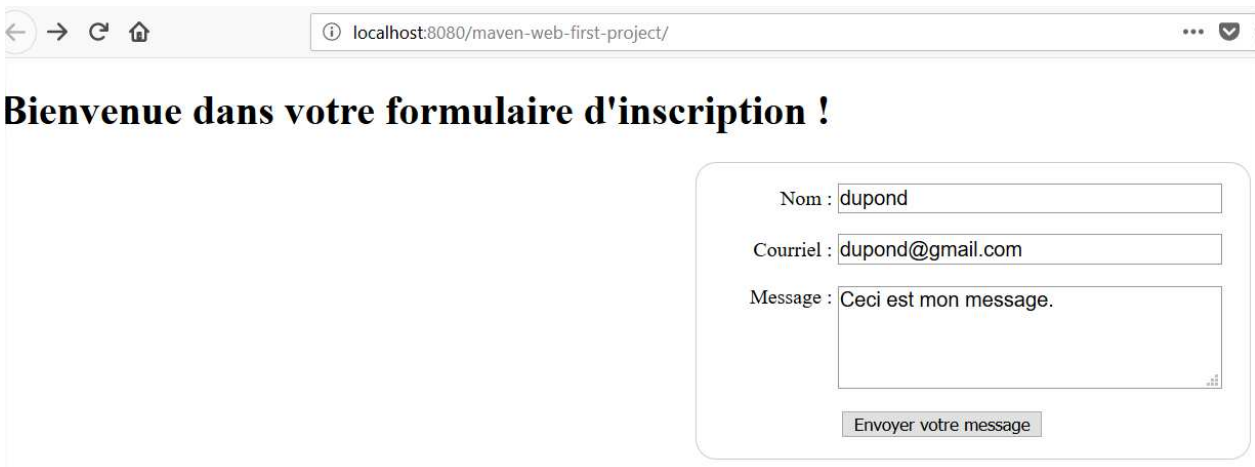 localhost:8080/maven-web-first-project/
Bienvenue dans votre formulaire d'inscription !
Nom : dupond
Courriel : dupond@gmail.com
Message : Ceci est mon message.
Envoyer votre message